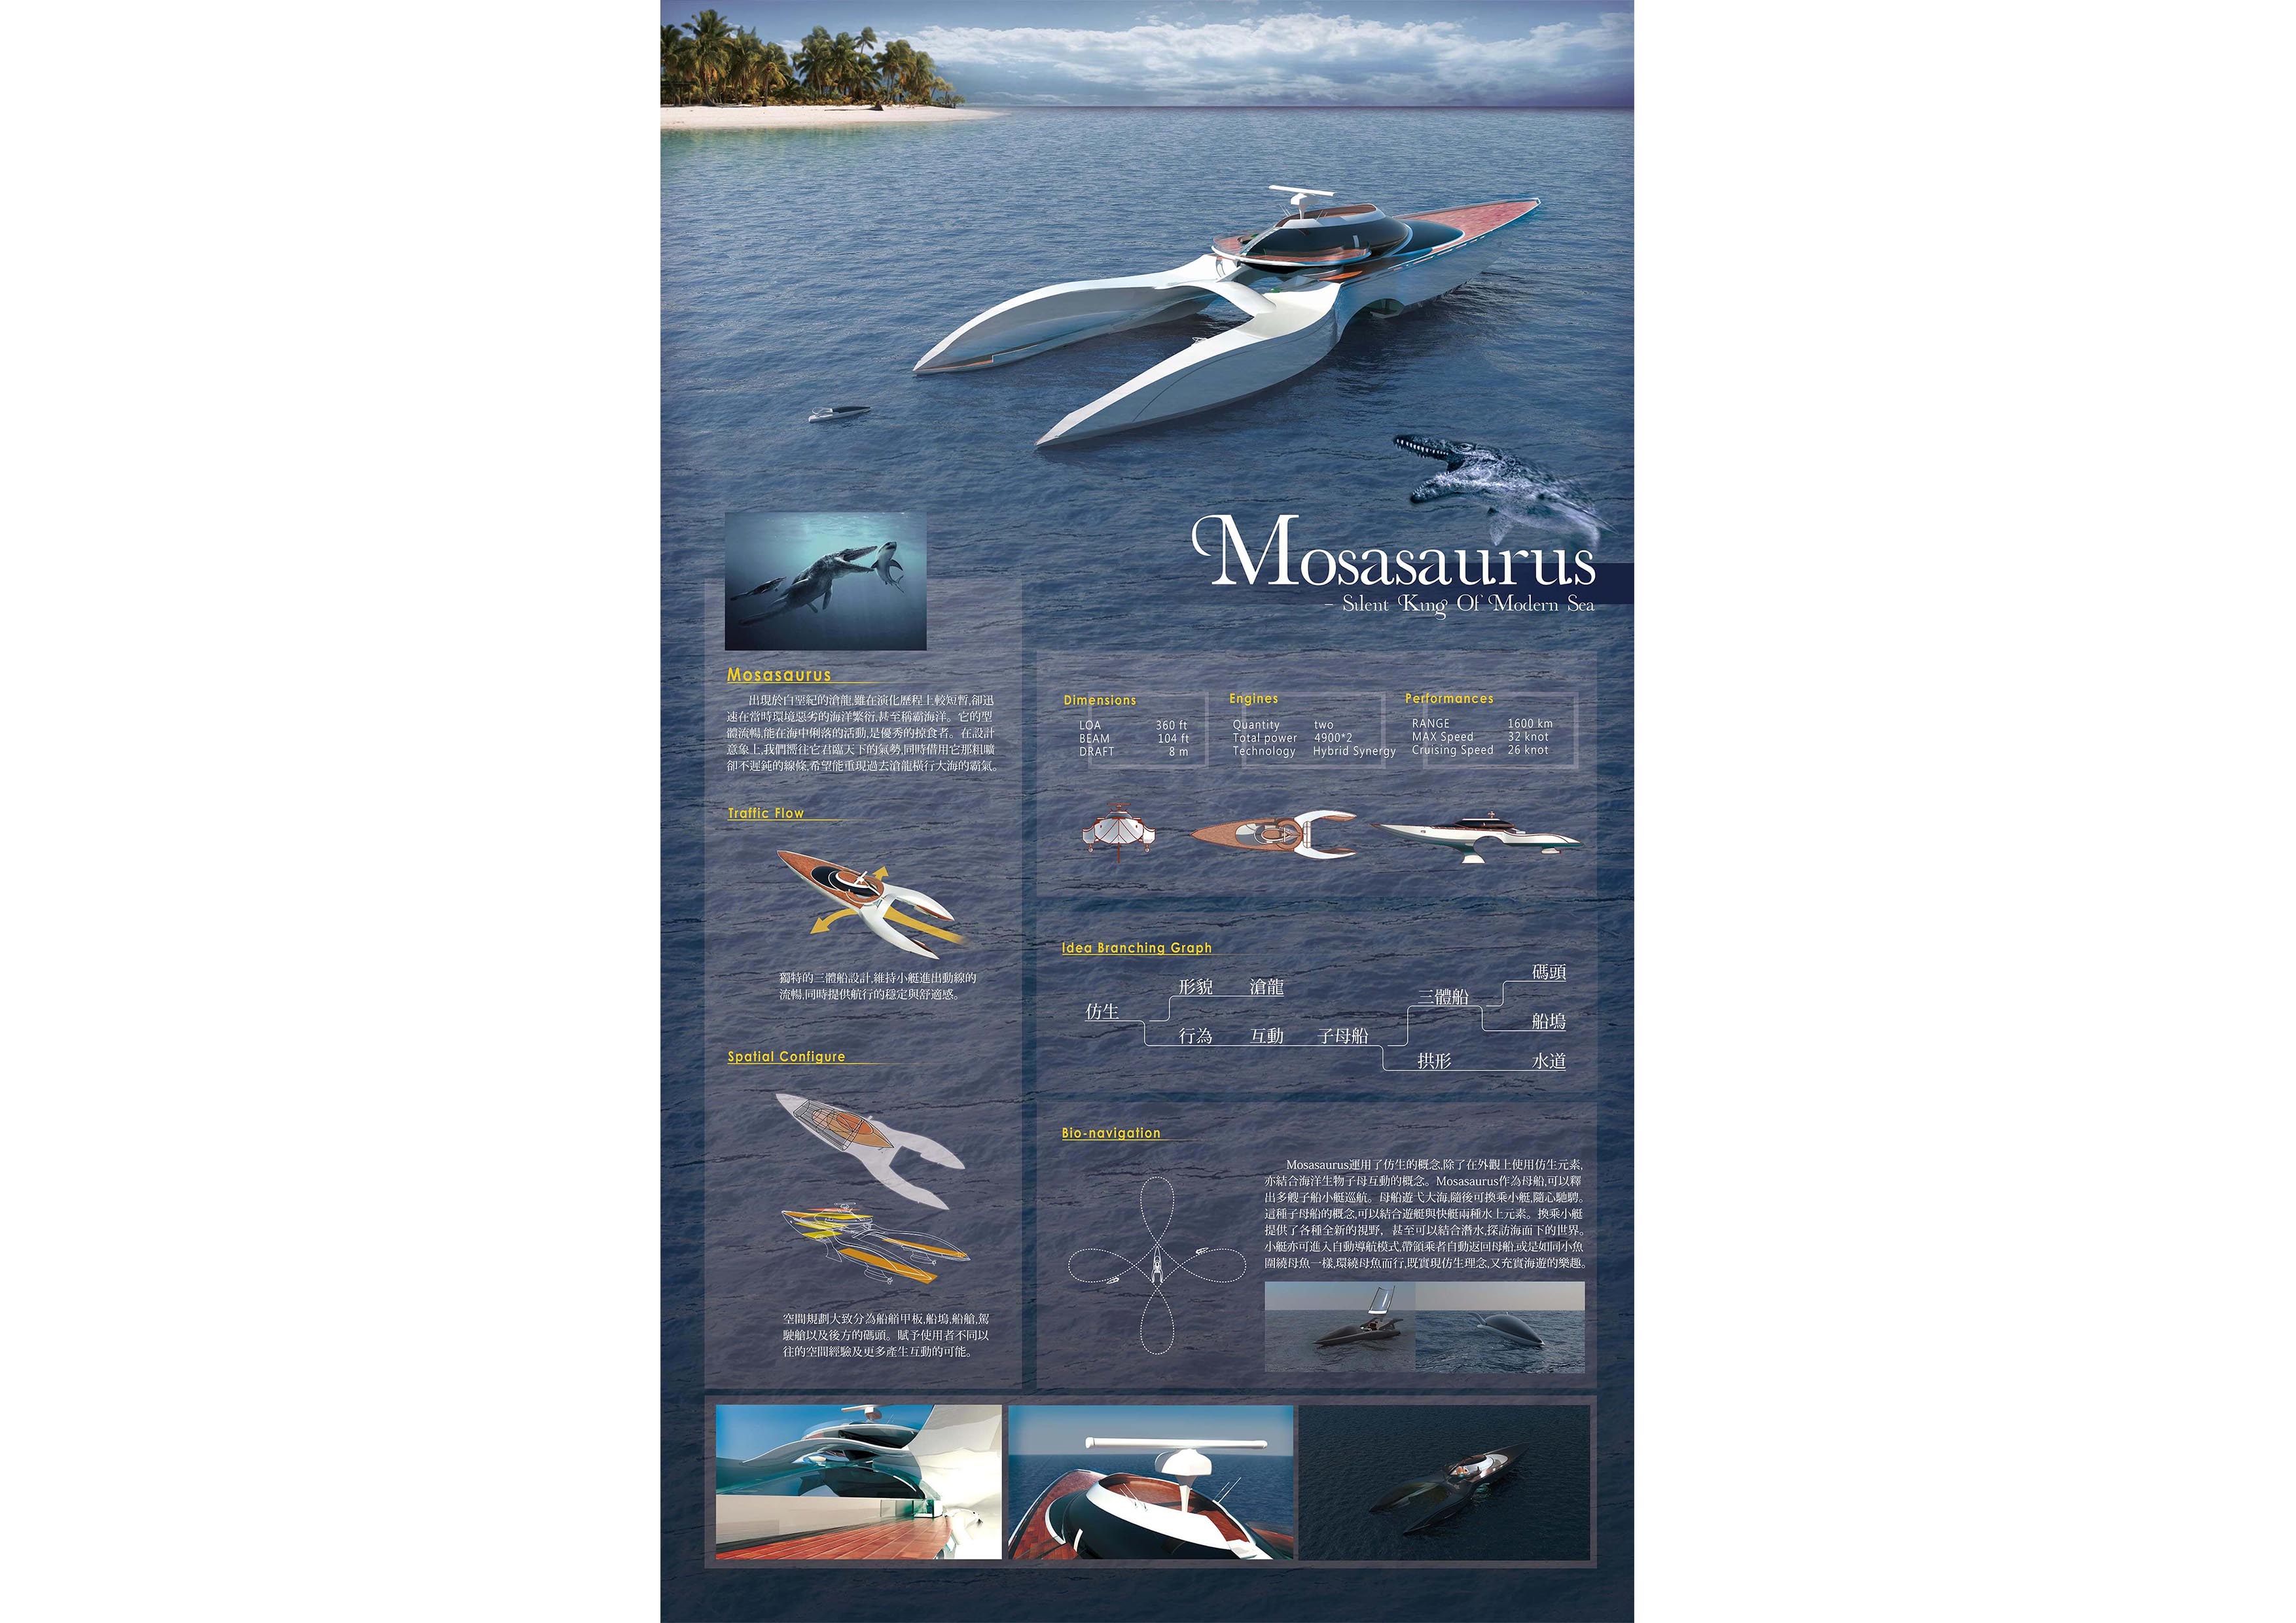 Mosasaurus
- Silent King Of Modern Sea
Mosasaurus
出現於白堊紀的滄龍,雖在演化歷程上較短暫,卻迅
速在當時環境惡劣的海洋繁衍,甚至稱霸海洋。它的型
體流暢,能在海中俐落的活動,是優秀的掠食者。在設計
意象上,我們嚮往它君臨天下的氣勢,同時借用它那粗曠
卻不遲鈍的線條,希望能重現過去滄龍橫行大海的霸氣。
Traffic Flow
獨特的三體船設計,維持小艇進出動線的
流暢,同時提供航行的穩定與舒適感。
Spatial Configure
空間規劃大致分為船艏甲板,船塢,船艙,駕
駛艙以及後方的碼頭。賦予使用者不同以
往的空間經驗及更多產生互動的可能。
Dimensions
LOA 360 ft
BEAM 104 ft
DRAFT 8 m
Engines
Quantity two
Total power 4900*2
Technology Hybrid Synergy
Performances
RANGE 1600 km
MAX Speed 32 knot
Cruising Speed 26 knot
Idea Branching Graph
仿生
形貌 滄龍
行為 互動 子母船
三體船
碼頭
船塢
拱形 水道
Bio-navigation
Mosasaurus運用了仿生的概念,除了在外觀上使用仿生元素,
亦結合海洋生物子母互動的概念。Mosasaurus作為母船,可以釋
出多艘子船小艇巡航。母船遊弋大海,隨後可換乘小艇,隨心馳騁。
這種子母船的概念,可以結合遊艇與快艇兩種水上元素。換乘小艇
提供了各種全新的視野，甚至可以結合潛水,探訪海面下的世界。
小艇亦可進入自動導航模式,帶領乘者自動返回母船,或是如同小魚
圍繞母魚一樣,環繞母魚而行,既實現仿生理念,又充實海遊的樂趣。